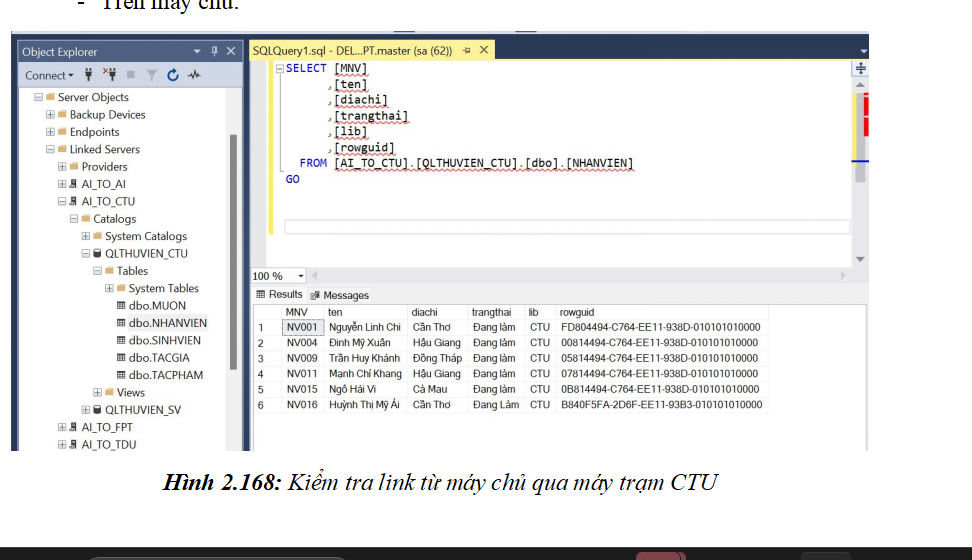 - Trên máy chủ:
Object Explorer
Connect
Server Objects
Backup Devices
Endpoints
Linked Servers
Providers
AI_TO_AI
AI_TO_CTU
Catalogs
System Catalogs
QLTHUVIEN_CTU
Tables
System Tables
dbo.MUON
dbo.NHANVIEN
dbo.SINHVIEN
dbo.TACGIA
dbo.TACPHAM
Views
QLTHUVIEN_SV
AI_TO_FPT
AI_TO_TDU
SQLQuery1.sql - DEL...PT.master (sa (62))
SELECT [MNV]
,[ten]
,[diachi]
,[trangthai]
,[lib]
,[rowguid]
FROM [AI_TO_CTU].[QLTHUVIEN_CTU].[dbo].[NHANVIEN]
GO
100 %
Results Messages
MNV ten diachi trangthai lib rowguid
1 NV001 Nguyễn Linh Chi Cần Thơ Đang làm CTU FD804494-C764-EE11-938D-010101010000
2 NV004 Đinh Mỹ Xuân Hậu Giang Đang làm CTU 00814494-C764-EE11-938D-010101010000
3 NV009 Trần Huy Khánh Đồng Tháp Đang làm CTU 05814494-C764-EE11-938D-010101010000
4 NV011 Mạnh Chí Khang Hậu Giang Đang làm CTU 07814494-C764-EE11-938D-010101010000
5 NV015 Ngô Hải Vi Cà Mau Đang làm CTU 0B814494-C764-EE11-938D-010101010000
6 NV016 Huỳnh Thị Mỹ Ái Cần Thơ Đang Làm CTU B840F5FA-2D6F-EE11-93B3-010101010000
Hình 2.168: Kiểm tra link từ máy chủ qua máy trạm CTU